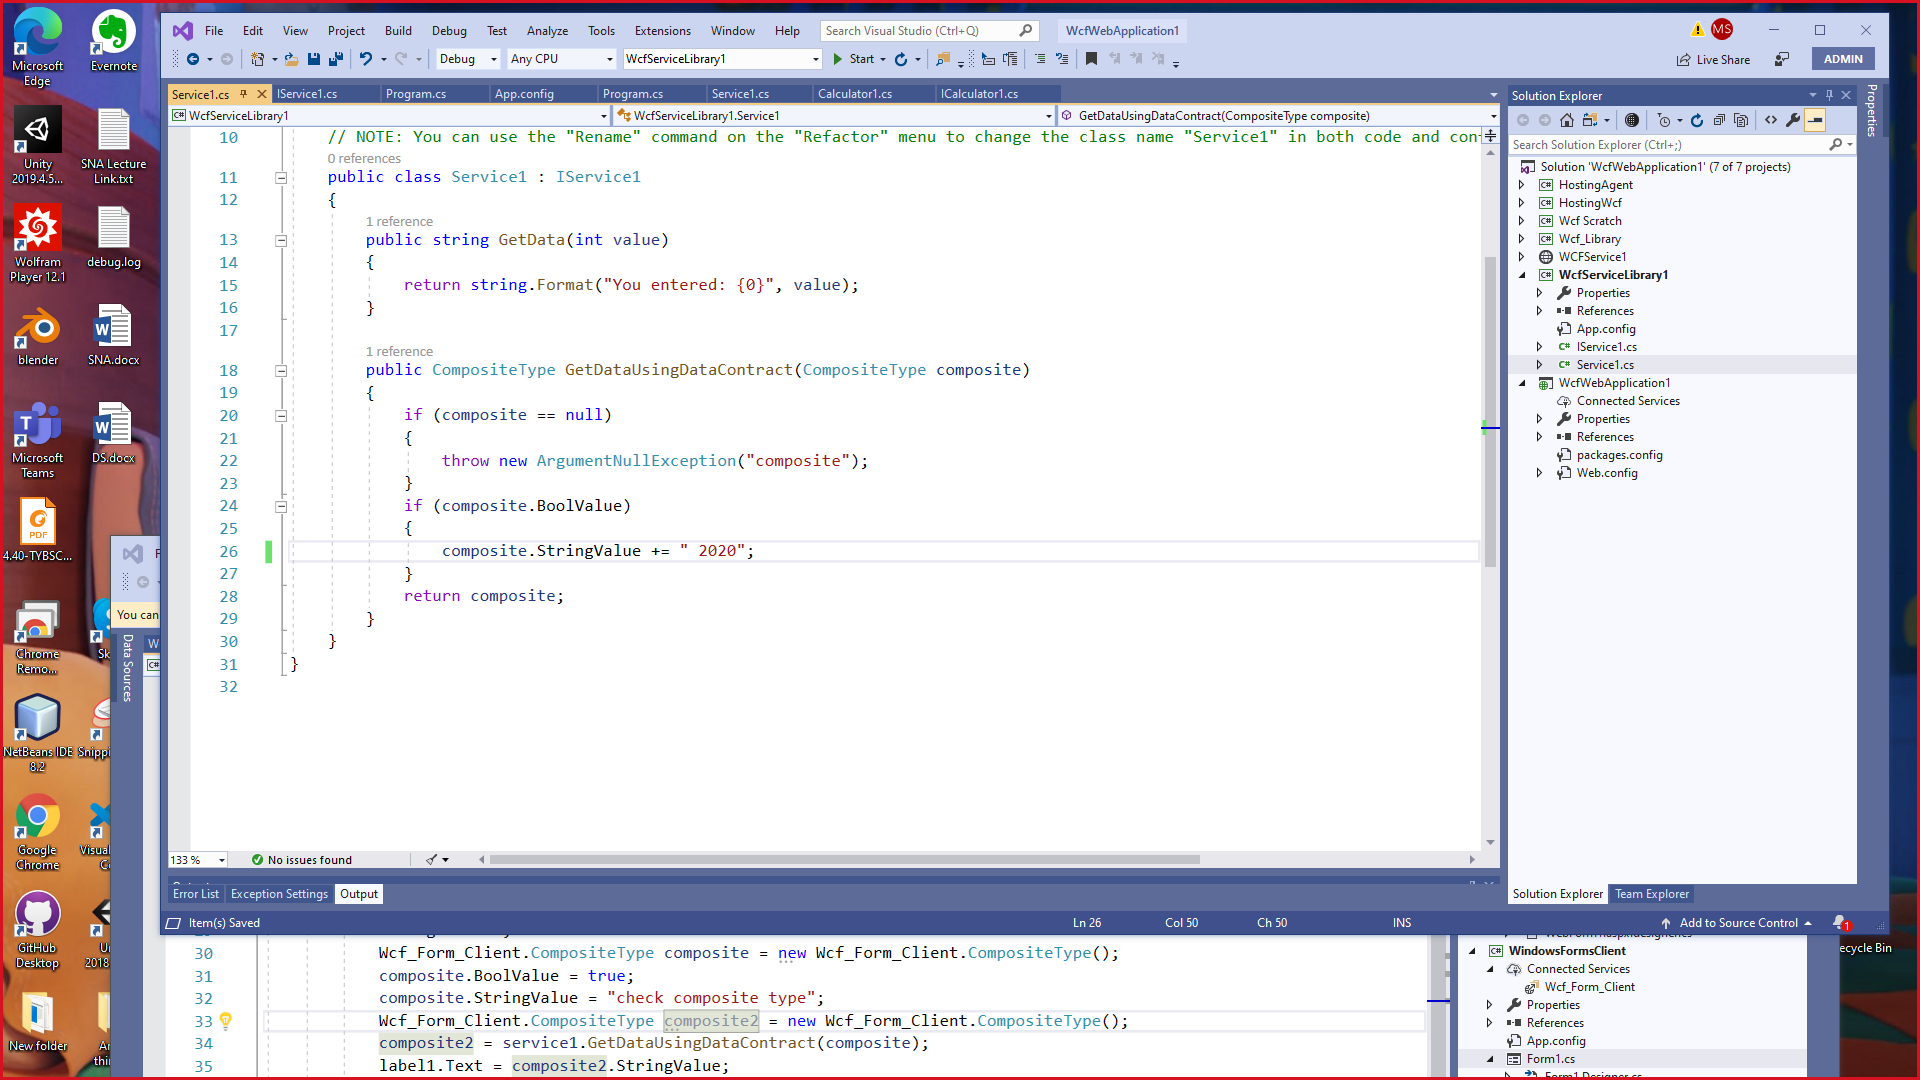 Microsoft Edge
Evernote
Unity 2019.4.5...
SNA Lecture Link.txt
Wolfram Player 12.1
debug.log
blender
SNA.docx
Microsoft Teams
DS.docx
4.40-TYBSC...
Chrome Remo...
NetBeans IDE 8.2
Google Chrome
GitHub Desktop
New folder
File Edit View Project Build Debug Test Analyze Tools Extensions Window Help Search Visual Studio (Ctrl+Q) WcfWebApplication1 MS
Debug Any CPU WcfServiceLibrary1 Start Live Share ADMIN
Service1.cs IService1.cs Program.cs App.config Program.cs Service1.cs Calculator1.cs ICalculator1.cs
WcfServiceLibrary1 WcfServiceLibrary1.Service1 GetDataUsingDataContract(CompositeType composite)
10 // NOTE: You can use the "Rename" command on the "Refactor" menu to change the class name "Service1" in both code and con
0 references
11 public class Service1 : IService1
12 {
1 reference
13 public string GetData(int value)
14 {
15 return string.Format("You entered: {0}", value);
16 }
17
1 reference
18 public CompositeType GetDataUsingDataContract(CompositeType composite)
19 {
20 if (composite == null)
21 {
22 throw new ArgumentNullException("composite");
23 }
24 if (composite.BoolValue)
25 {
26 composite.StringValue += " 2020";
27 }
28 return composite;
29 }
30 }
31 }
32
133 % No issues found
Error List Exception Settings Output
Item(s) Saved Ln 26 Col 50 Ch 50 INS Add to Source Control 1
Solution Explorer
Search Solution Explorer (Ctrl+;)
Solution 'WcfWebApplication1' (7 of 7 projects)
C# HostingAgent
C# HostingWcf
C# Wcf Scratch
C# Wcf_Library
WCFService1
C# WcfServiceLibrary1
Properties
References
App.config
C# IService1.cs
C# Service1.cs
WcfWebApplication1
Connected Services
Properties
References
packages.config
Web.config
Solution Explorer Team Explorer
Properties
You can
Data Sources
30 Wcf_Form_Client.CompositeType composite = new Wcf_Form_Client.CompositeType();
31 composite.BoolValue = true;
32 composite.StringValue = "check composite type";
33 Wcf_Form_Client.CompositeType composite2 = new Wcf_Form_Client.CompositeType();
34 composite2 = service1.GetDataUsingDataContract(composite);
35 label1.Text = composite2.StringValue;
C# WindowsFormsClient
Connected Services
Wcf_Form_Client
Properties
References
App.config
Form1.cs
Form1.Designer.cs
ecycle Bin